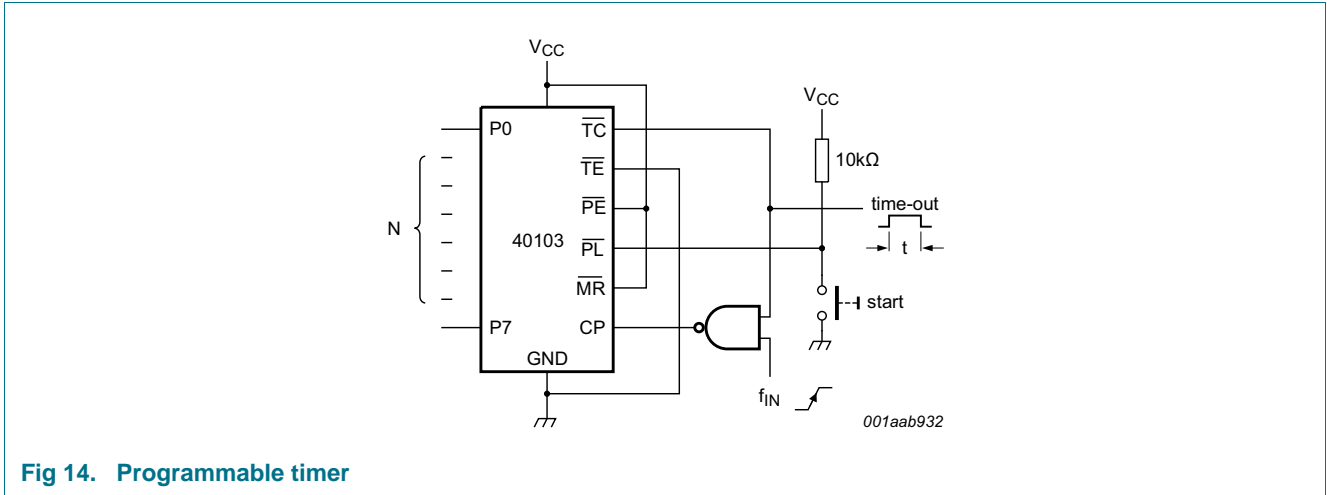 VCC
P0
TC
TE
PE
N
40103
PL
MR
P7
CP
GND
VCC
10kΩ
time-out
t
start
fIN
001aab932
Fig 14. Programmable timer